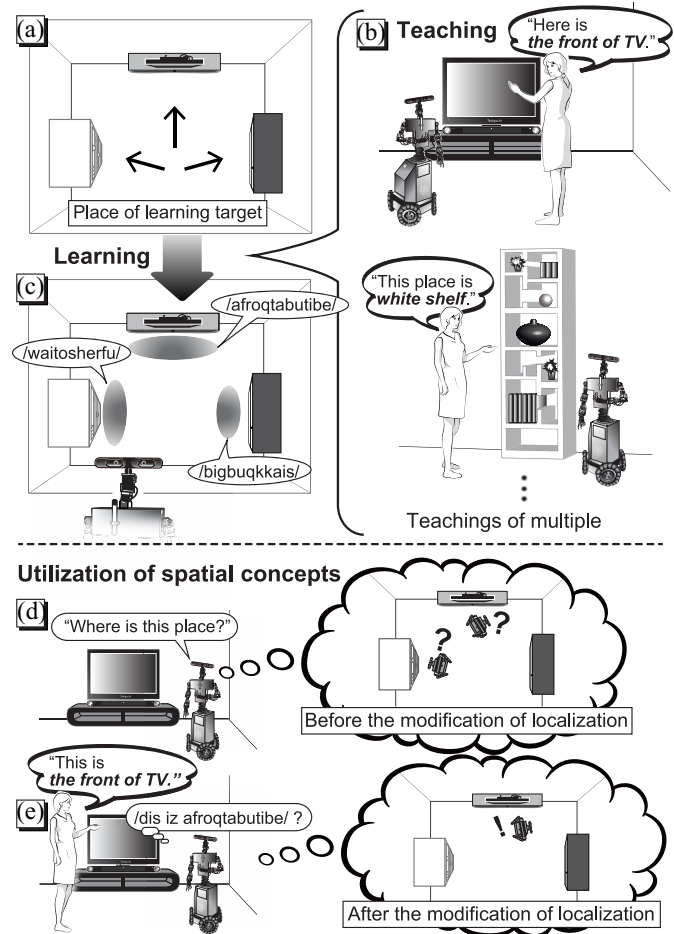 (a)
Place of learning target
Learning
(b)
Teaching
"Here is
the front of TV."
"This place is
white shelf."
Teachings of multiple
(c)
/afroqtabutibe/
/waitosherfu/
/bigbuqkkais/
Utilization of spatial concepts
(d)
"Where is this place?"
?
?
Before the modification of localization
"This is
the front of TV."
(e)
/dis iz afroqtabutibe/ ?
!
After the modification of localization